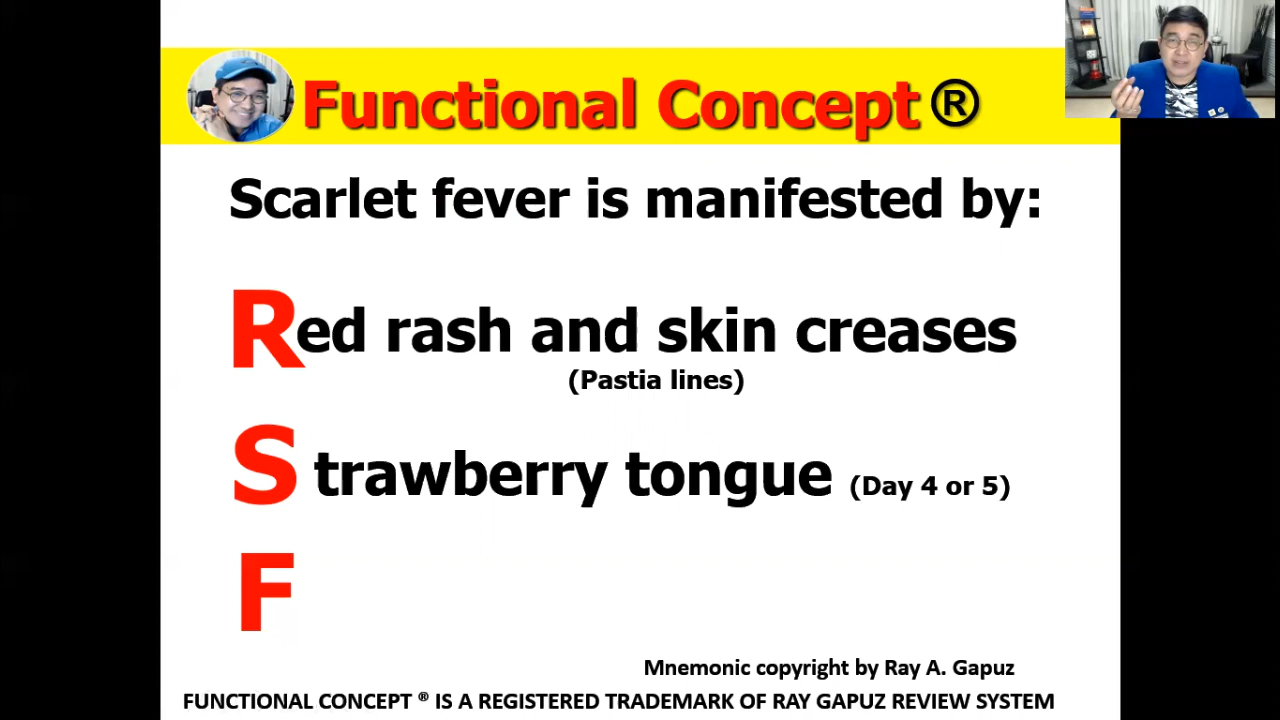 Functional Concept ®
Scarlet fever is manifested by:
Red rash and skin creases
(Pastia lines)
S trawberry tongue (Day 4 or 5)
F
Mnemonic copyright by Ray A. Gapuz
FUNCTIONAL CONCEPT ® IS A REGISTERED TRADEMARK OF RAY GAPUZ REVIEW SYSTEM